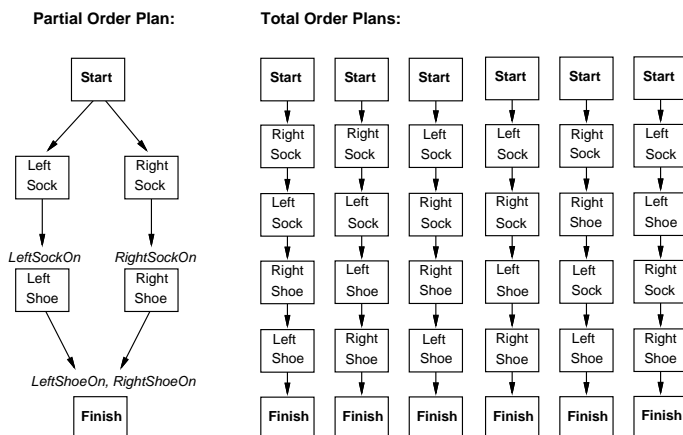 Partial Order Plan:
Start
Left
Sock
Right
Sock
LeftSockOn
RightSockOn
Left
Shoe
Right
Shoe
LeftShoeOn, RightShoeOn
Finish
Total Order Plans:
Start
Right
Sock
Left
Sock
Right
Shoe
Left
Shoe
Finish
Start
Right
Sock
Left
Sock
Left
Shoe
Right
Shoe
Finish
Start
Left
Sock
Right
Sock
Right
Shoe
Left
Shoe
Finish
Start
Left
Sock
Right
Sock
Left
Shoe
Right
Shoe
Finish
Start
Right
Sock
Right
Shoe
Left
Sock
Left
Shoe
Finish
Start
Left
Sock
Left
Shoe
Right
Sock
Right
Shoe
Finish